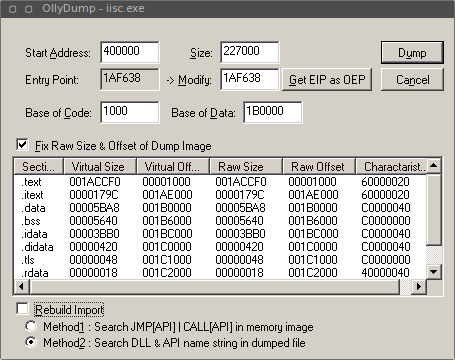 OllyDump - iisc.exe
Start Address: 400000 Size: 227000 Dump
Entry Point: 1AF638 -> Modify: 1AF638 Get EIP as OEP Cancel
Base of Code: 1000 Base of Data: 1B0000
Fix Raw Size & Offset of Dump Image
Secti... Virtual Size Virtual Off... Raw Size Raw Offset Charactarist...
.text 001ACCF0 00001000 001ACCF0 00001000 60000020
.itext 0000179C 001AE000 0000179C 001AE000 60000020
.data 00005BA8 001B0000 00005BA8 001B0000 C0000040
.bss 00005640 001B6000 00005640 001B6000 C0000000
.idata 00003BB0 001BC000 00003BB0 001BC000 C0000040
.didata 00000420 001C0000 00000420 001C0000 C0000040
.tls 00000018 001C1000 00000018 001C1000 C0000000
.rdata 00000018 001C2000 00000018 001C2000 40000040
Rebuild Import
Method1 : Search JMP[API] | CALL[API] in memory image
Method2 : Search DLL & API name string in dumped file